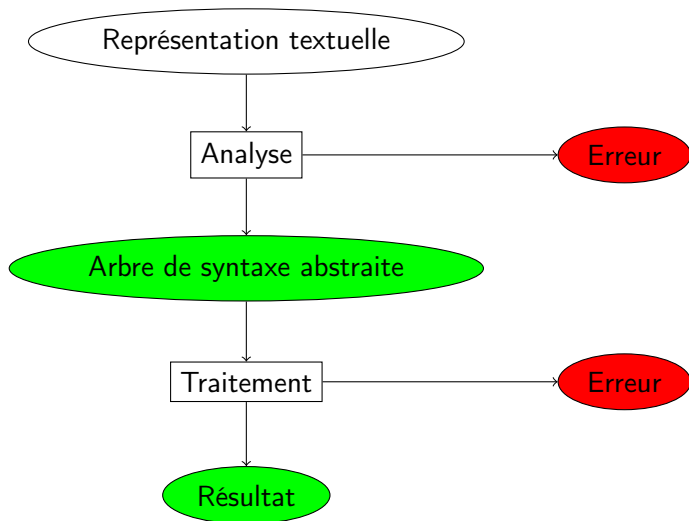 Représentation textuelle
Analyse
Erreur
Arbre de syntaxe abstraite
Traitement
Erreur
Résultat